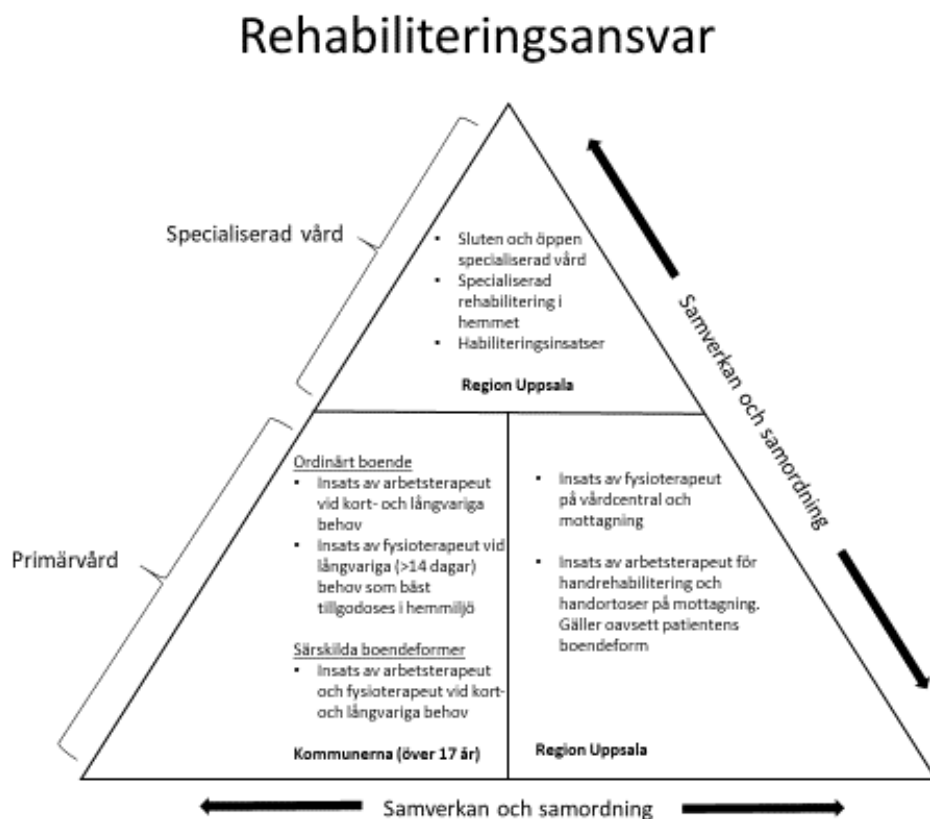 Rehabiliteringsansvar
Specialiserad vård
▪ Sluten och öppen
specialiserad vård
▪ Specialiserad
rehabilitering i
hemmet
▪ Habiliteringsinsatser
Region Uppsala
Samverkan och samordning
Primärvård
Ordinärt boende
▪ Insats av arbetsterapeut
vid kort- och långvariga
behov
▪ Insats av fysioterapeut vid
långvariga (>14 dagar)
behov som bäst
tillgodoses i hemmiljö
Särskilda boendeformer
▪ Insats av arbetsterapeut
och fysioterapeut vid kort-
och långvariga behov
Kommunerna (över 17 år)
▪ Insats av fysioterapeut
på vårdcentral och
mottagning
▪ Insats av arbetsterapeut för
handrehabilitering och
handortoser på mottagning.
Gäller oavsett patientens
boendeform
Region Uppsala
Samverkan och samordning